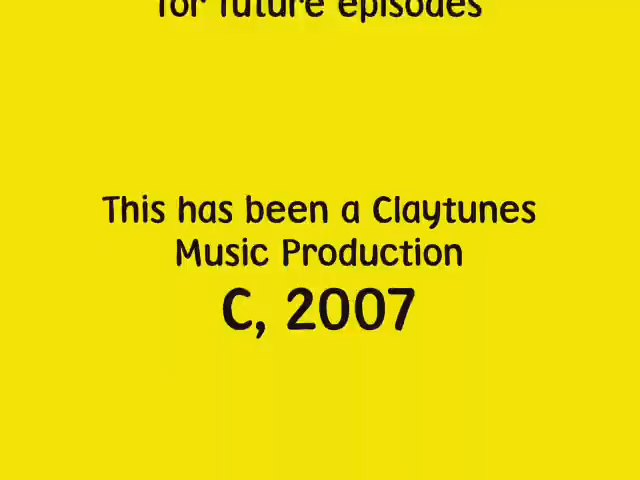 for future episodes
This has been a Claytunes
Music Production
C, 2007